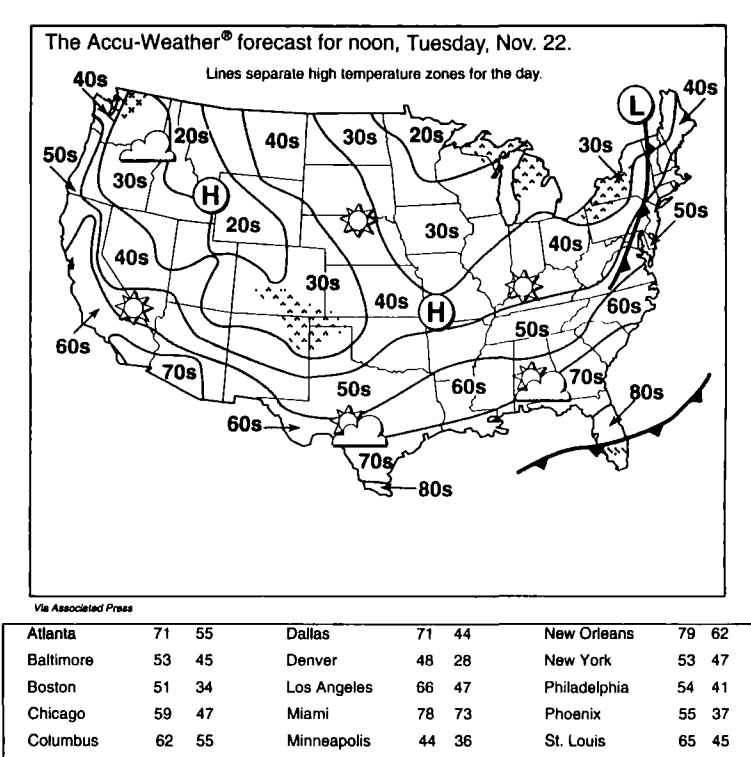 The Accu-Weather® forecast for noon, Tuesday, Nov. 22.
Lines separate high temperature zones for the day.
40s
40s
L
20s
40s
30s
20s
30s
50s
30s
H
50s
20s
30s
40s
40s
30s
40s
H
60s
50s
60s
70s
50s
60s
70s
80s
60s
70s
80s
Via Associated Press
Atlanta 71 55 Dallas 71 44 New Orleans 79 62
Baltimore 53 45 Denver 48 28 New York 53 47
Boston 51 34 Los Angeles 66 47 Philadelphia 54 41
Chicago 59 47 Miami 78 73 Phoenix 55 37
Columbus 62 55 Minneapolis 44 36 St. Louis 65 45